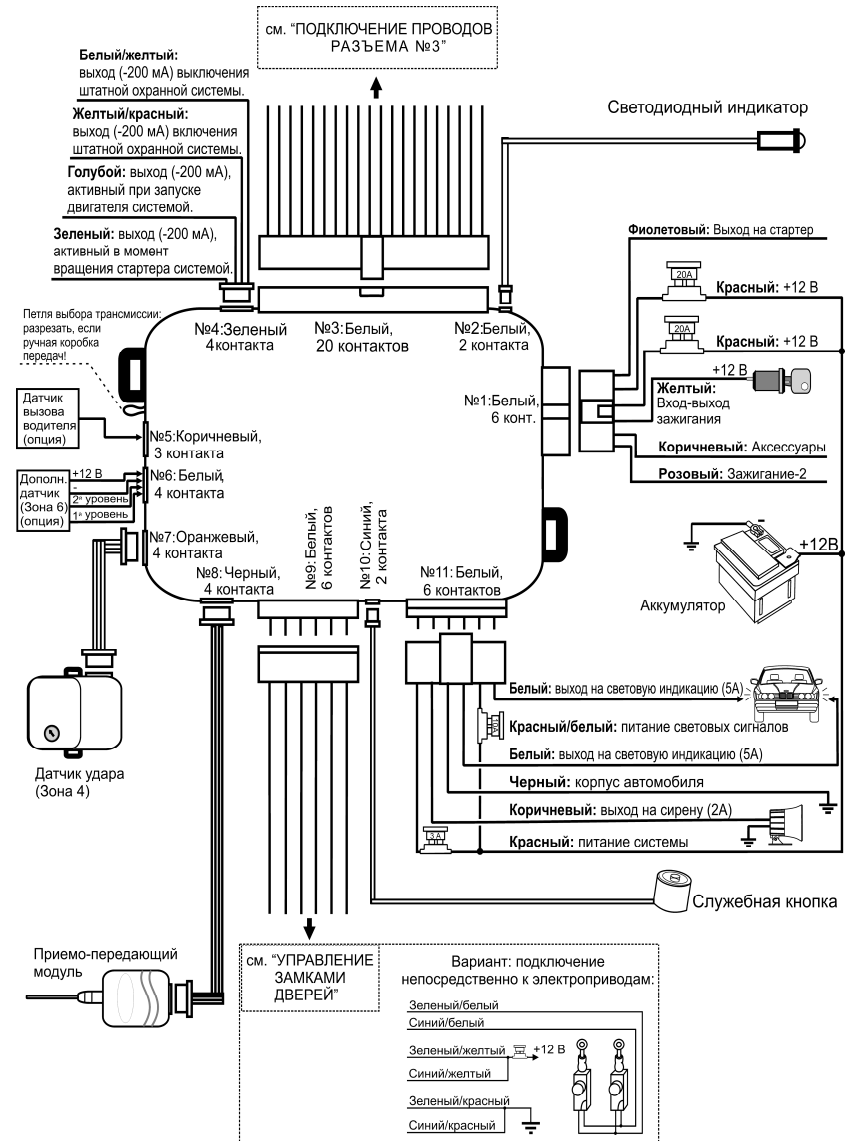 см. “ПОДКЛЮЧЕНИЕ ПРОВОДОВ
РАЗЪЕМА №3”
Белый/желтый:
выход (-200 мА) выключения
штатной охранной системы.
Желтый/красный:
выход (-200 мА) включения
штатной охранной системы.
Голубой: выход (-200 мА),
активный при запуске
двигателя системой.
Зеленый: выход (-200 мА),
активный в момент
вращения стартера системой.
Светодиодный индикатор
Фиолетовый: Выход на стартер
20А
Красный: +12 В
20А
Красный: +12 В
+12 В
Желтый:
Вход-выход
зажигания
Коричневый: Аксессуары
Розовый: Зажигание-2
Петля выбора трансмиссии:
разрезать, если
ручная коробка
передач!
№4:Зеленый
4контакта
№3:Белый,
20 контактов
№2:Белый,
2 контакта
№1:Белый,
6 конт.
Датчик
вызова
водителя
(опция)
№5:Коричневый,
3 контакта
Дополн.
датчик
(Зона 6)
(опция)
+12 В
-
2й уровень
1й уровень
№6:Белый,
4 контакта
№7:Оранжевый,
4 контакта
№8:Черный,
4 контакта
№9:Белый,
6 контактов
№10:Синий,
2 контакта
№11:Белый,
6 контактов
-
+12В
Аккумулятор
Белый: выход на световую индикацию (5А)
10А
Красный/белый: питание световых сигналов
Белый: выход на световую индикацию (5А)
Черный: корпус автомобиля
Коричневый: выход на сирену (2А)
3 А
Красный: питание системы
Датчик удара
(Зона 4)
Служебная кнопка
Приемо-передающий
модуль
см. “УПРАВЛЕНИЕ
ЗАМКАМИ
ДВЕРЕЙ”
Вариант: подключение
непосредственно к электроприводам:
Зеленый/белый
Синий/белый
Зеленый/желтый
+12 В
Синий/желтый
Зеленый/красный
Синий/красный